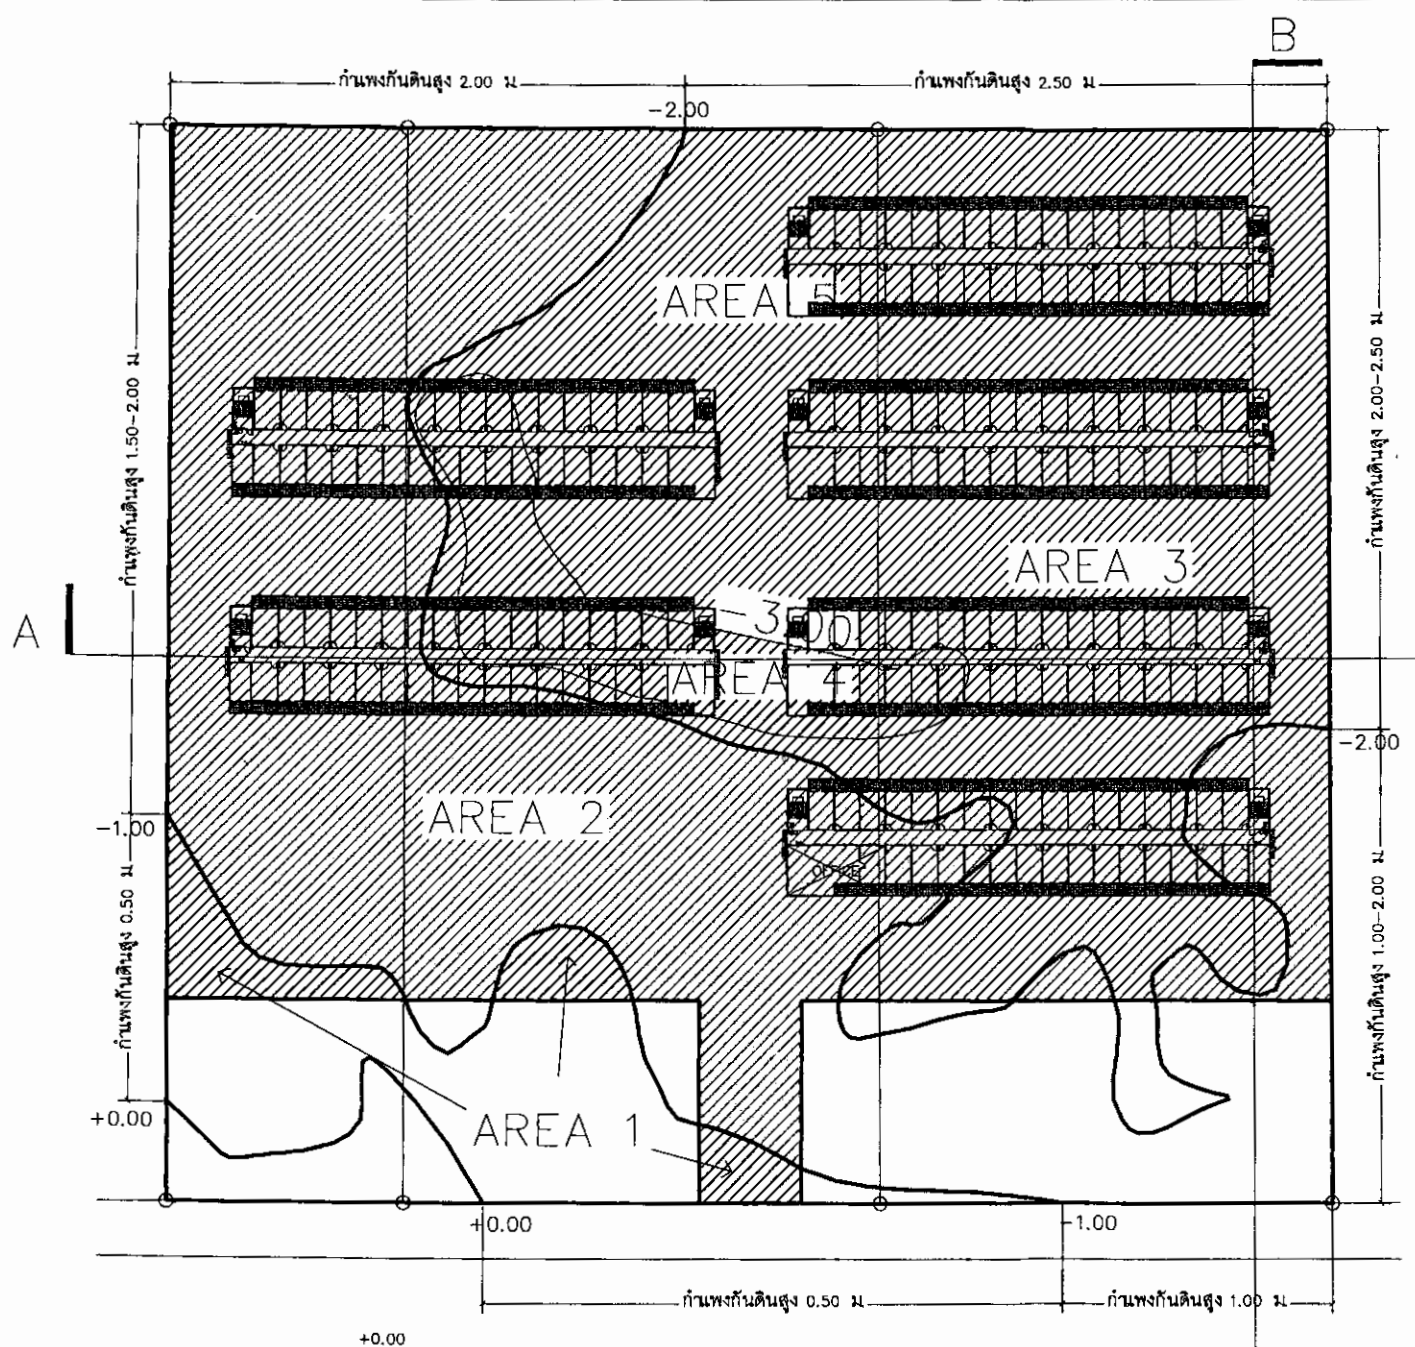 B
กำแพงกันดินสูง 2.00 ม.
กำแพงกันดินสูง 2.50 ม
-2.00
AREA 5
กำแพงกันดินสูง 1.50-2.00 ม
กำแพงกันดินสูง 2.00-2.50 ม
AREA 3
-3.00
A
AREA 4
-2.00
AREA 2
-1.00
OFFICE
กำแพงกันดินสูง 0.50 ม
กำแพงกันดินสูง 1.00-2.00 ม
+0.00
AREA 1
+0.00
-1.00
กำแพงกันดินสูง 0.50 ม.
กำแพงกันดินสูง 1.00 ม.
+0.00